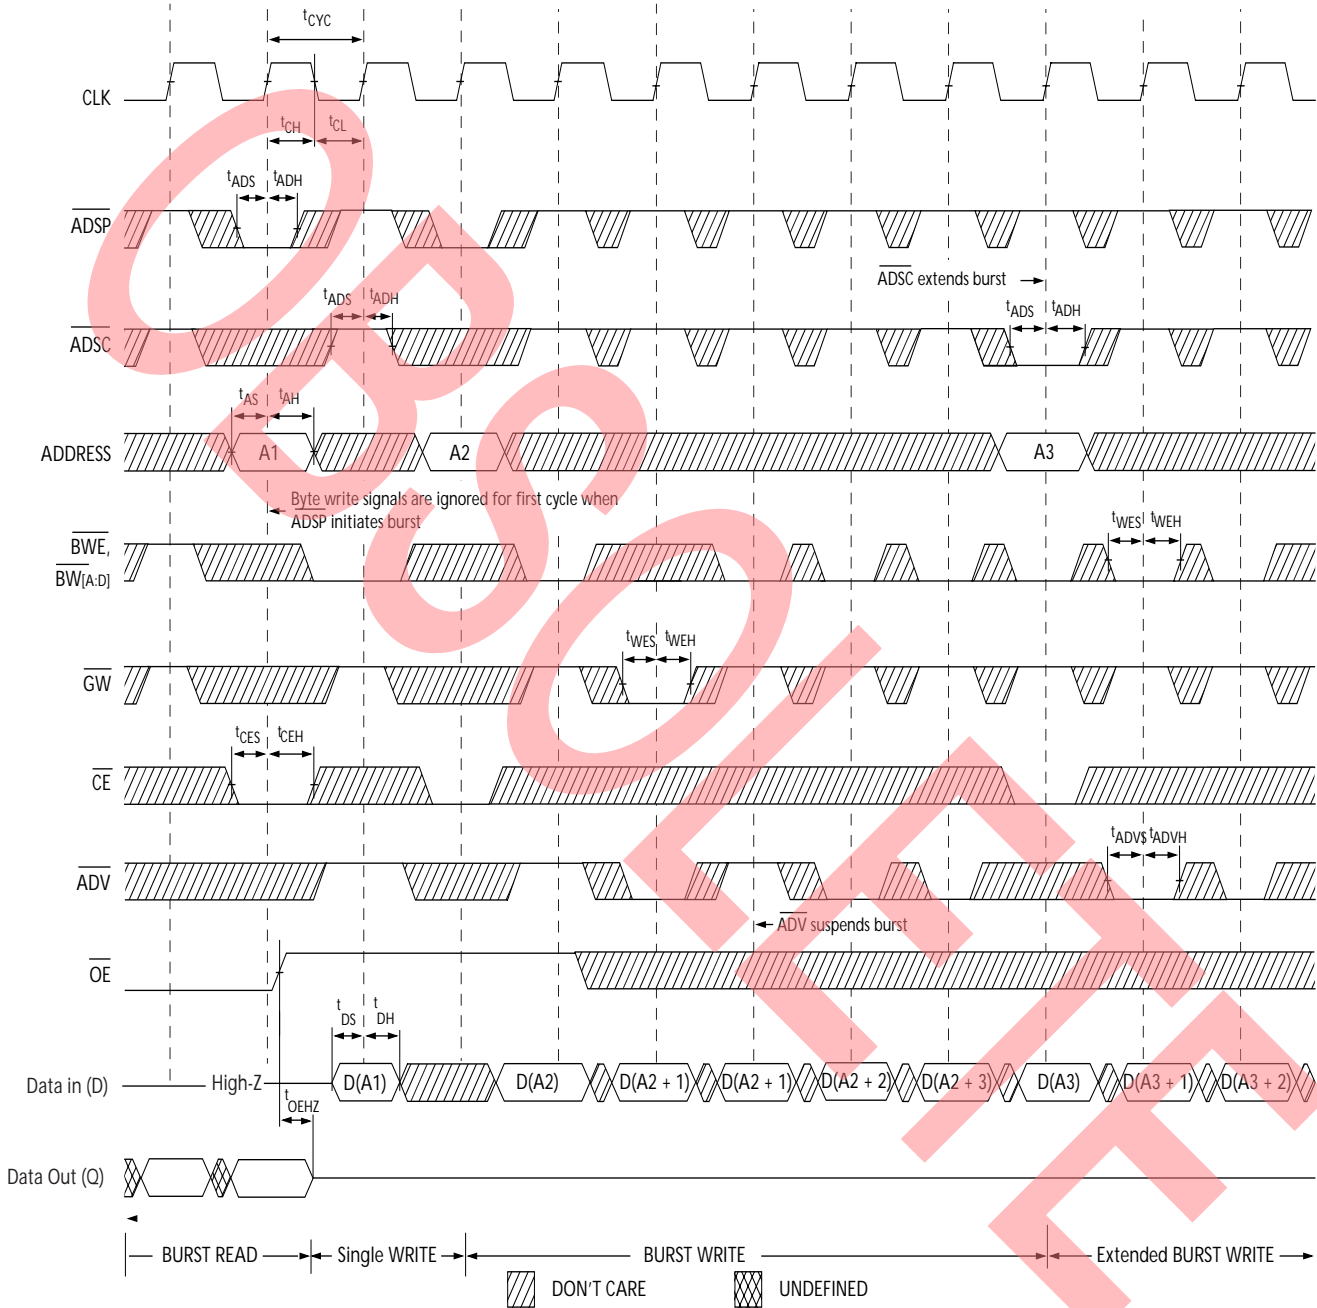 tCYC
CLK
tCH
tCL
tADS
tADH
ADSP
ADSC extends burst
tADS
tADH
tADS
tADH
ADSC
tAS
tAH
ADDRESS
A1
A2
A3
Byte write signals are ignored for first cycle when
ADSP initiates burst
tWES
tWEH
BWE,
BW[A:D]
tWES
tWEH
GW
tCES
tCEH
CE
tADVS
tADVH
ADV
ADV suspends burst
OE
tDS
tDH
Data in (D)
High-Z
D(A1)
D(A2)
D(A2 + 1)
D(A2 + 1)
D(A2 + 2)
D(A2 + 3)
D(A3)
D(A3 + 1)
D(A3 + 2)
tOEHZ
Data Out (Q)
BURST READ
Single WRITE
BURST WRITE
Extended BURST WRITE
DON'T CARE
UNDEFINED
OBSOLETE